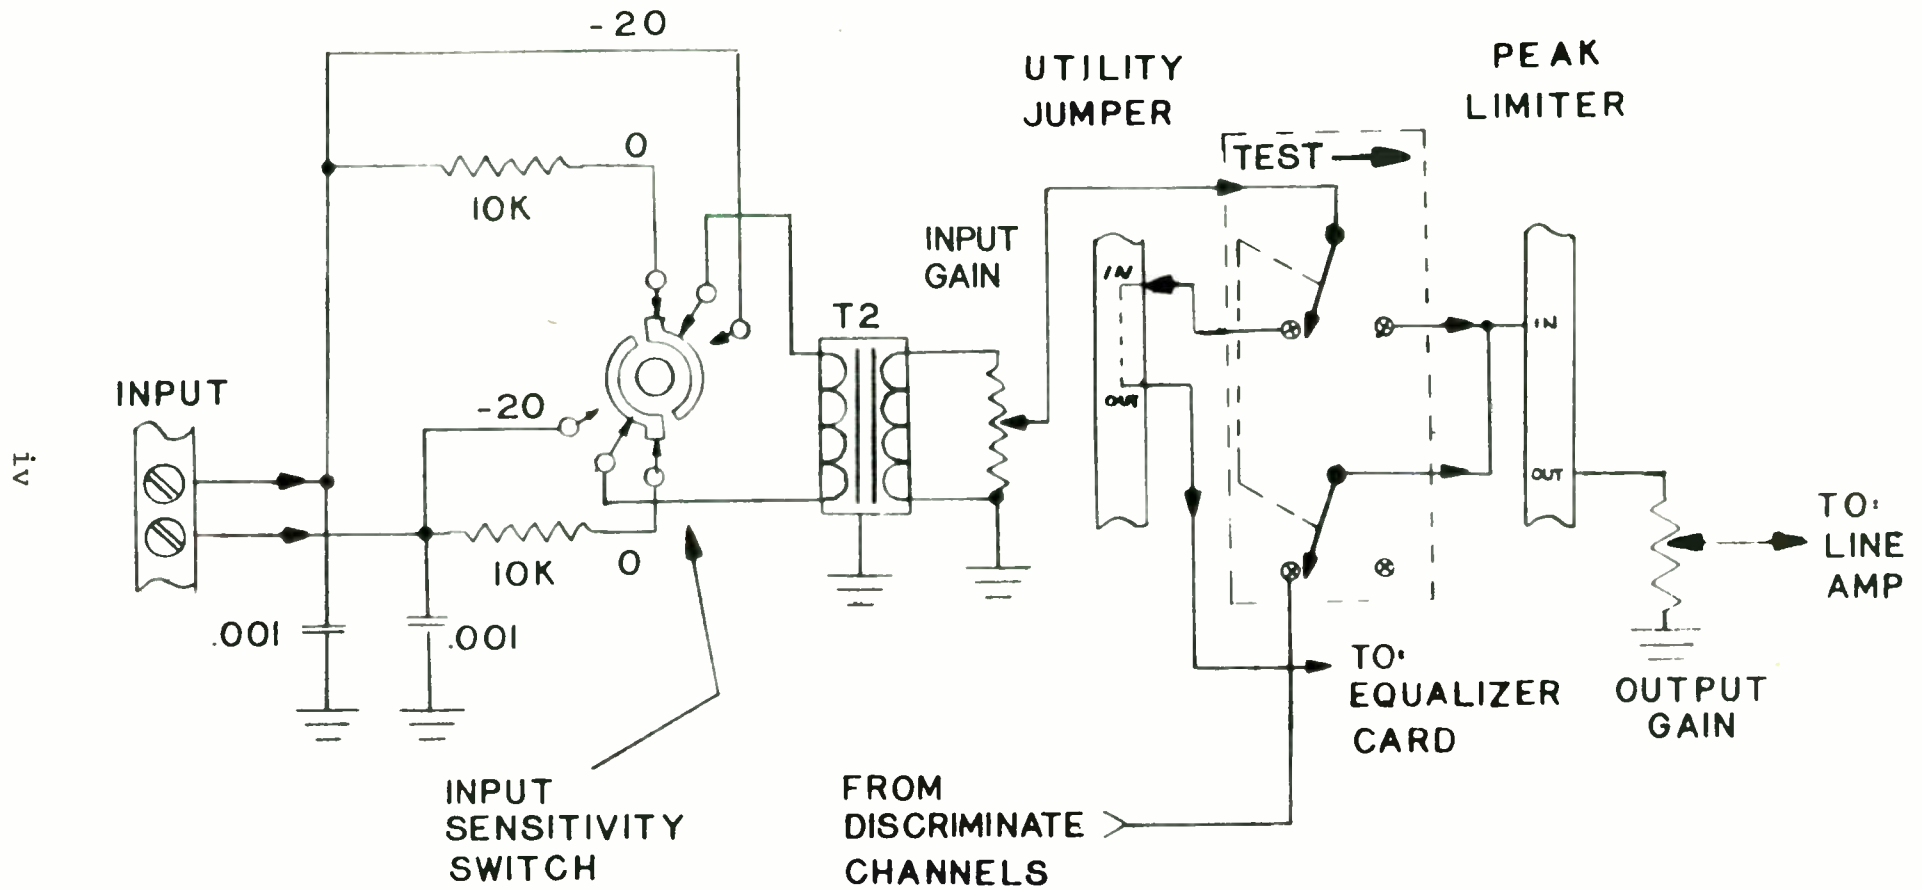 -20
UTILITY
JUMPER
PEAK
LIMITER
0
TEST
10K
INPUT
GAIN
IN
T2
IN
INPUT
-20
OUT
iv
OUT
TO:
LINE
AMP
10K
0
.001
.001
TO:
EQUALIZER
CARD
OUTPUT
GAIN
INPUT
SENSITIVITY
SWITCH
FROM
DISCRIMINATE
CHANNELS